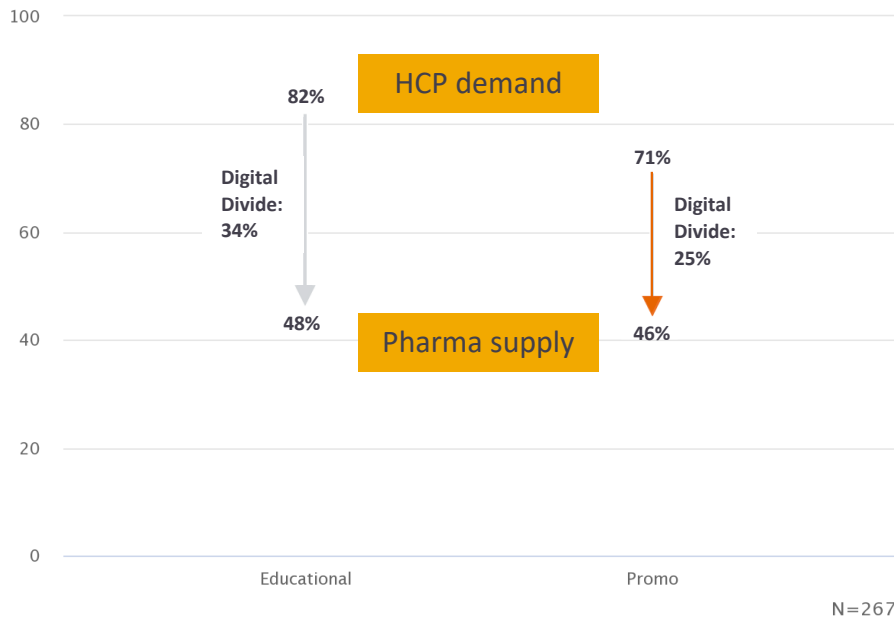 100
HCP demand
82%
80
71%
Digital
Divide:
34%
Digital
Divide:
25%
60
48%
Pharma supply
46%
40
20
0
Educational
Promo
N=267